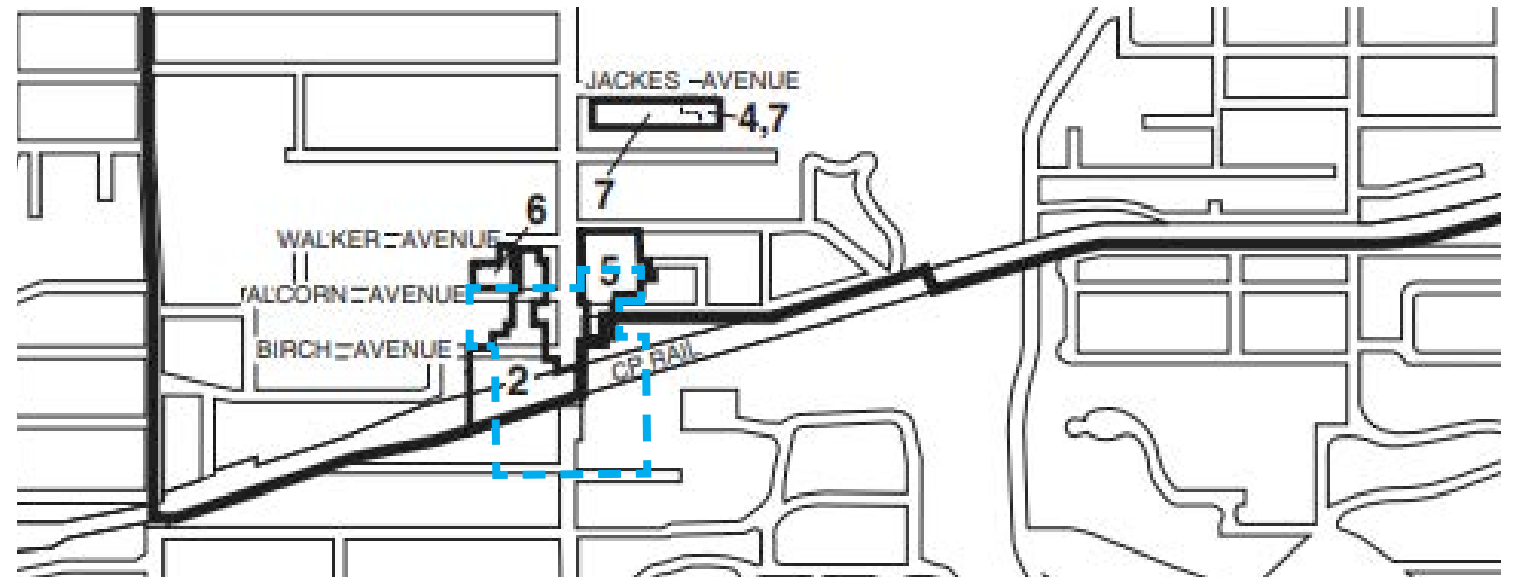 JACKES AVENUE
4,7
7
6
WALKER AVENUE
5
ALCORN AVENUE
BIRCH AVENUE
CP RAIL
2